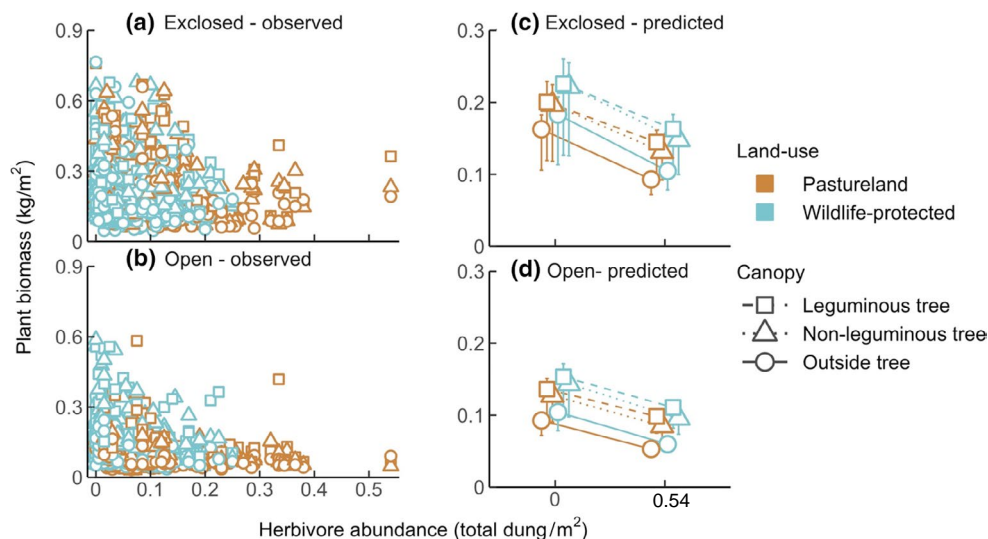 (a) Exclosed - observed
0.9
0.6
0.3
0
(b) Open - observed
0.9
0.6
0.3
0
0 0.1 0.2 0.3 0.4 0.5
Plant biomass (kg/m²)
Herbivore abundance (total dung/m²)
(c) Exclosed - predicted
0.3
0.2
0.1
0
(d) Open- predicted
0.3
0.2
0.1
0
0 0.54
Land-use
Pastureland
Wildlife-protected
Canopy
Leguminous tree
Non-leguminous tree
Outside tree